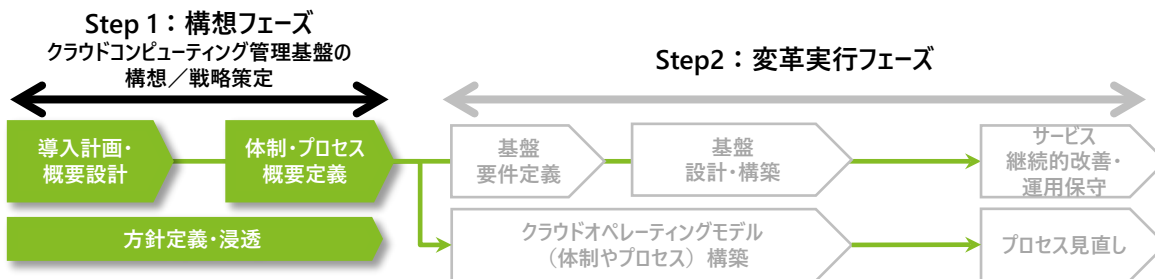 Step 1：構想フェーズ
クラウドコンピューティング管理基盤の
構想／戦略策定
Step2：変革実行フェーズ
導入計画・
概要設計
体制・プロセス
概要定義
基盤
要件定義
基盤
設計・構築
サービス
継続的改善・
運用保守
方針定義・浸透
クラウドオペレーティングモデル
（体制やプロセス）構築
プロセス見直し